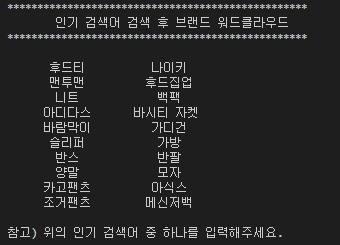 **************************************************
인기 검색어 검색 후 브랜드 워드클라우드
**************************************************
후드티 나이키
맨투맨 후드집업
니트 백팩
아디다스 바시티 자켓
바람막이 가디건
슬리퍼 가방
반스 반팔
양말 모자
카고팬츠 아식스
조거팬츠 메신저백
참고) 위의 인기 검색어 중 하나를 입력해주세요.